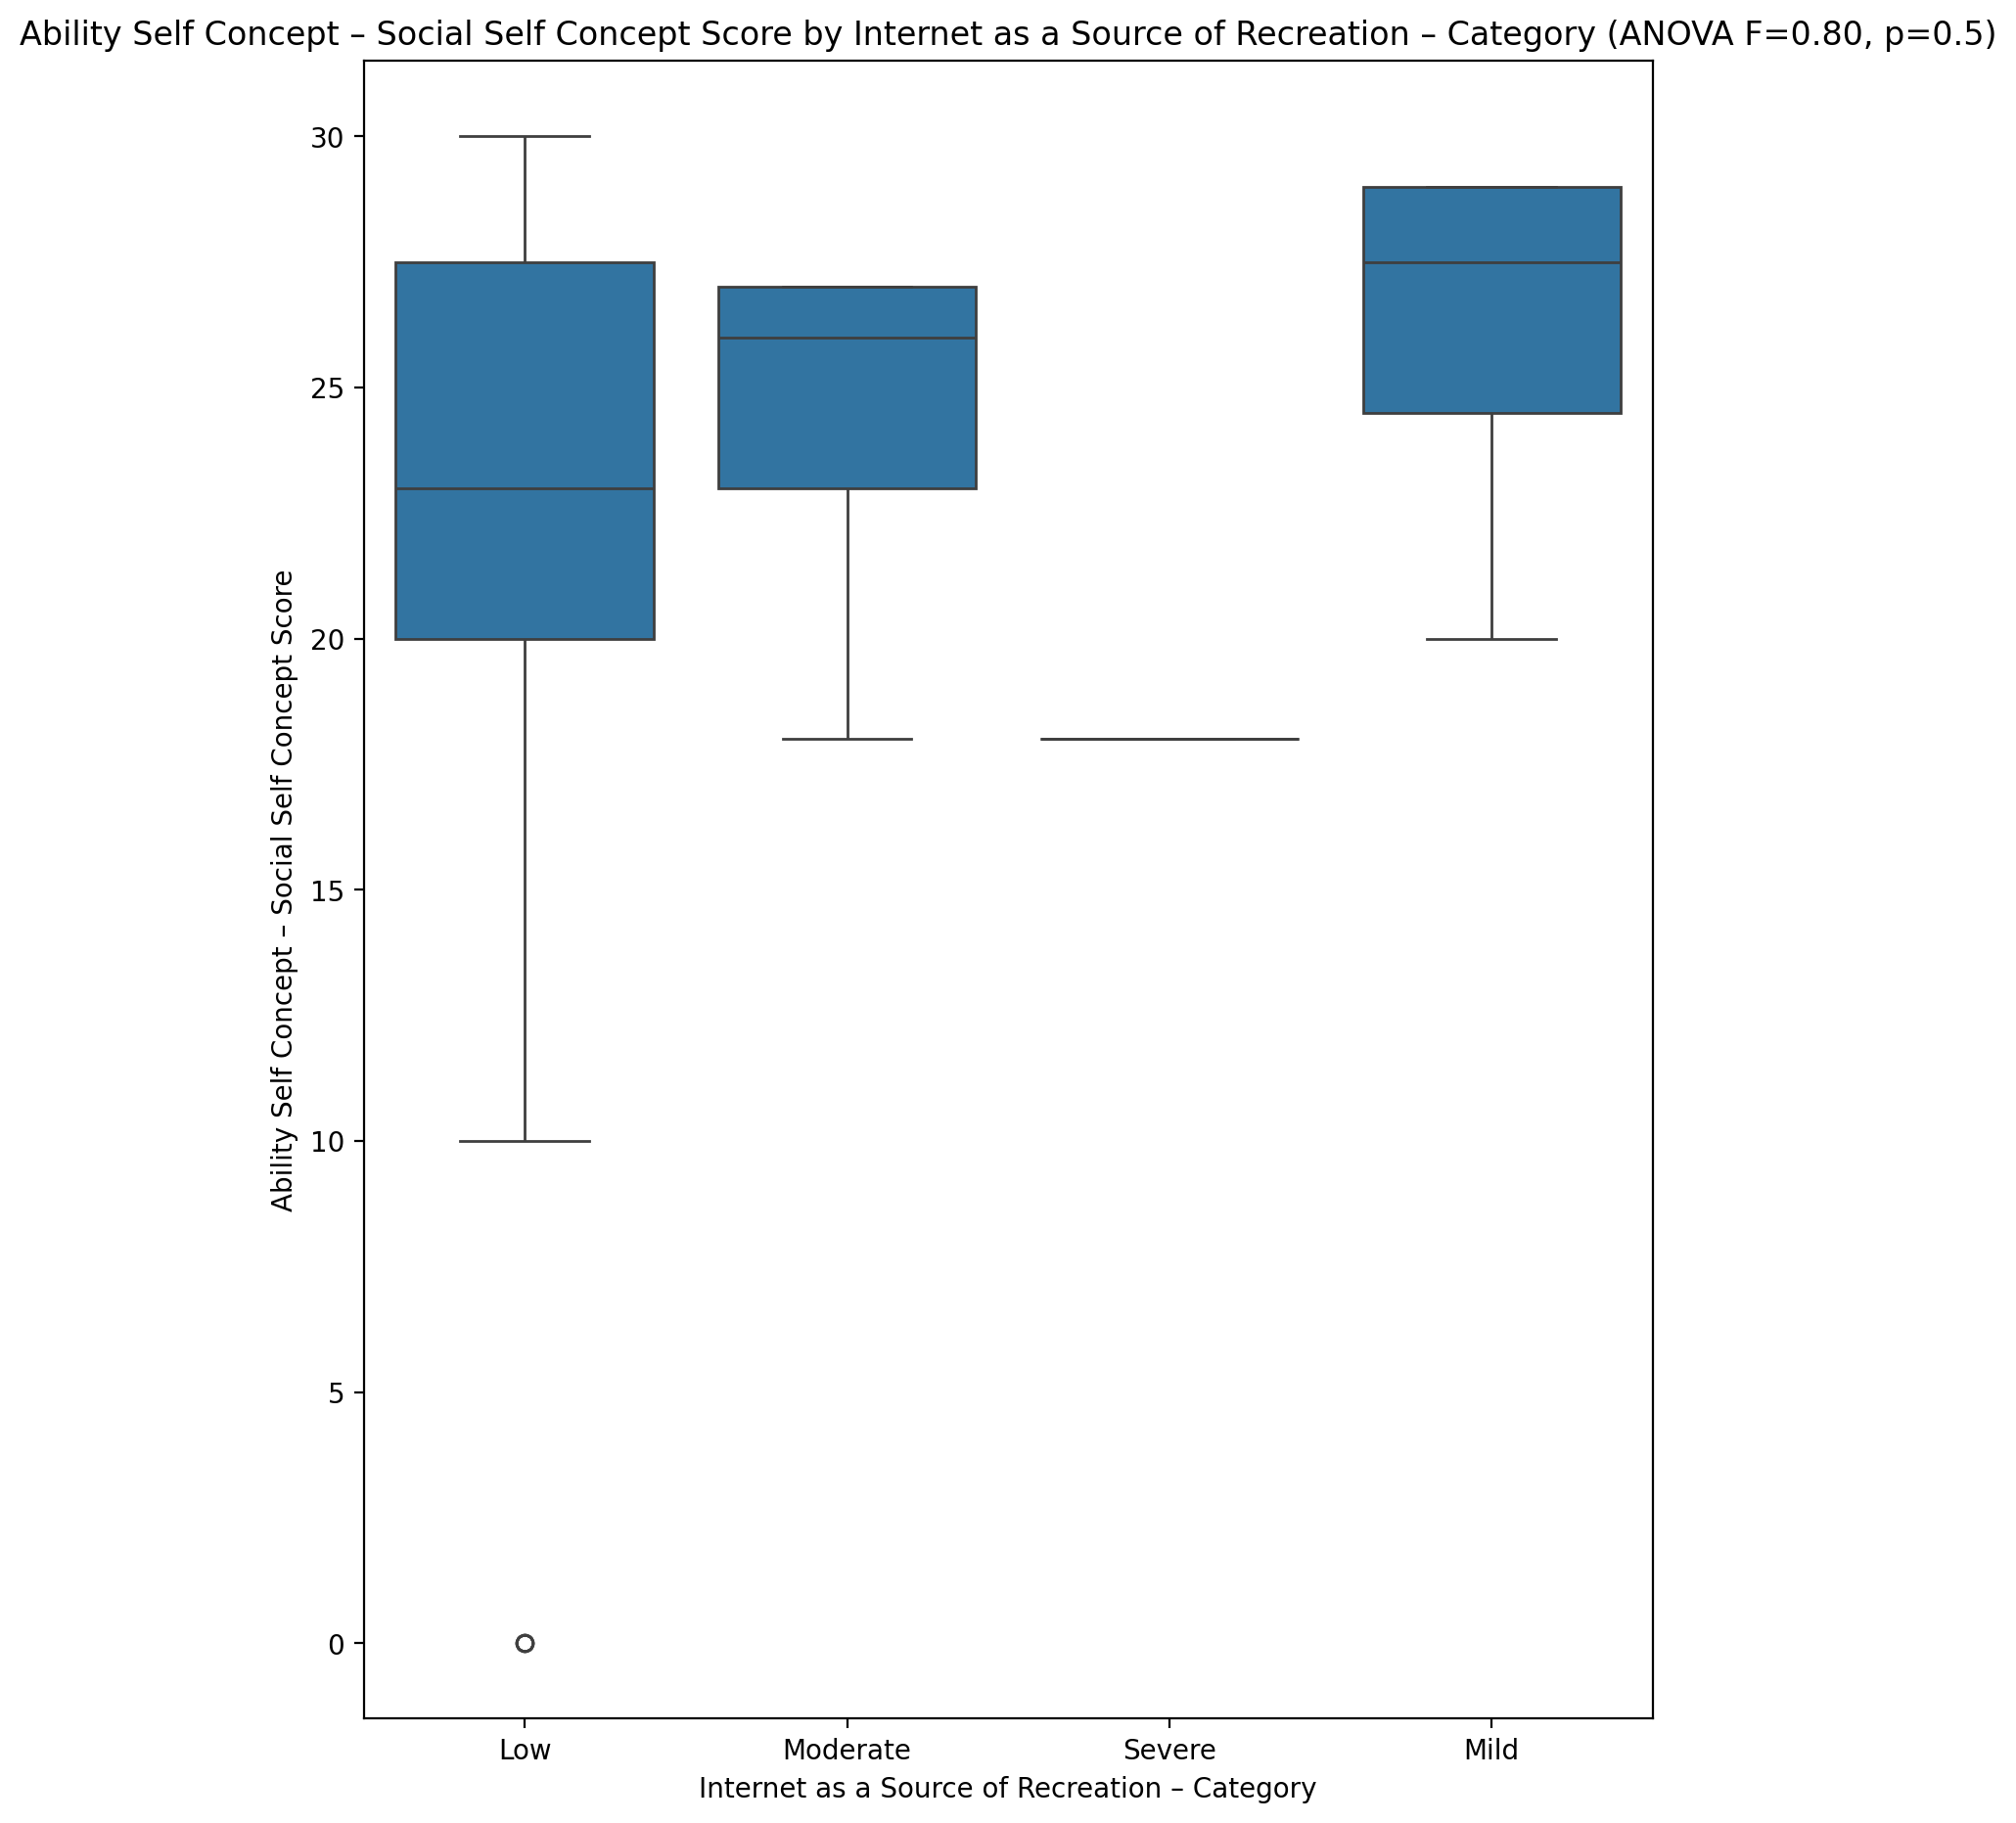 Ability Self Concept – Social Self Concept Score by Internet as a Source of Recreation – Category (ANOVA F=0.80, p=0.5)
Ability Self Concept – Social Self Concept Score
30
25
20
15
10
5
0
Low Moderate Severe Mild
Internet as a Source of Recreation – Category